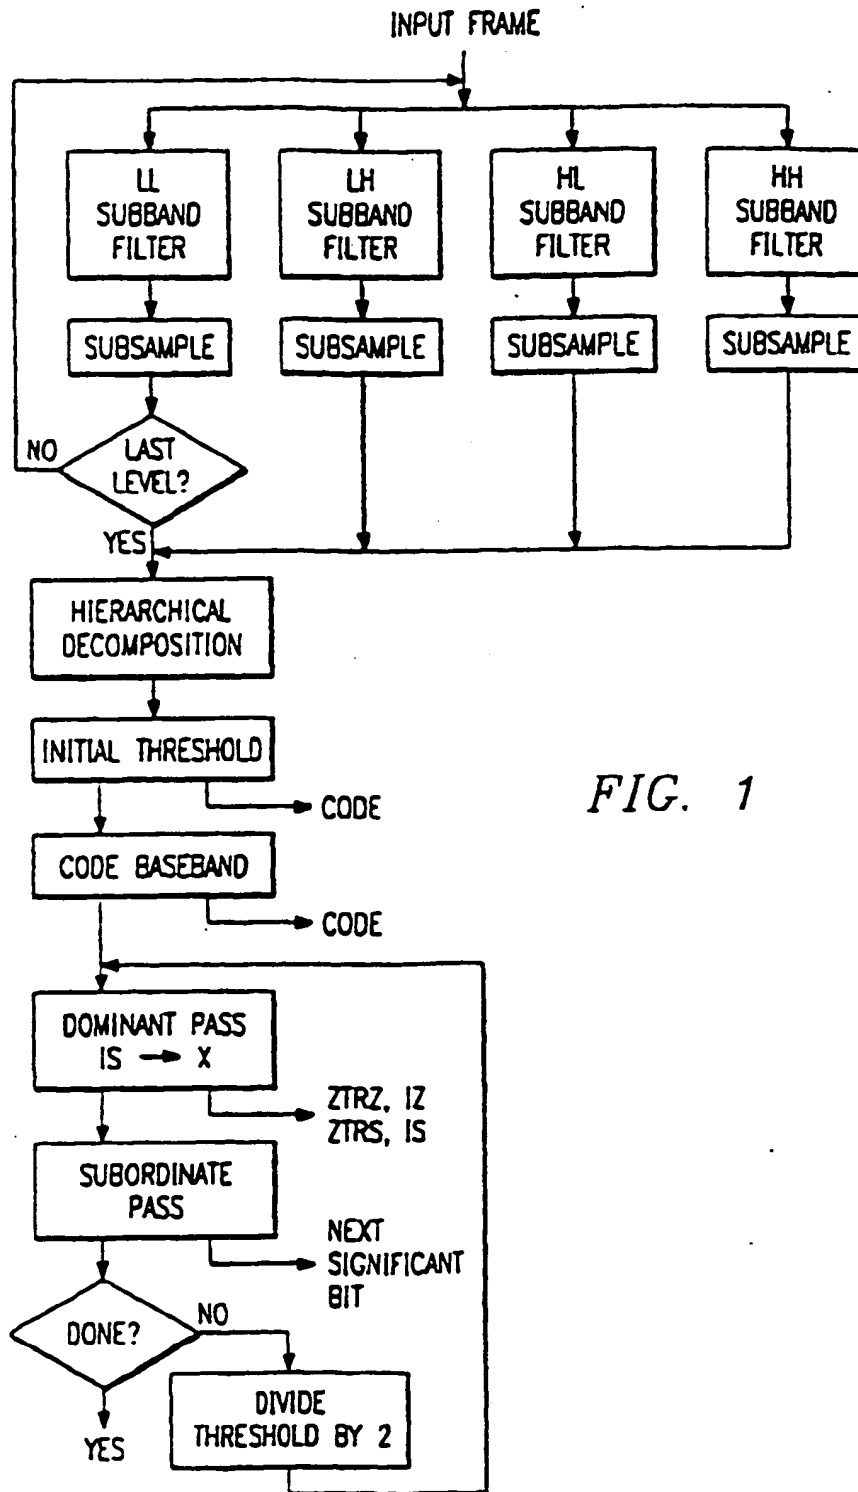 INPUT FRAME
LL
SUBBAND
FILTER
LH
SUBBAND
FILTER
HL
SUBBAND
FILTER
HH
SUBBAND
FILTER
SUBSAMPLE
SUBSAMPLE
SUBSAMPLE
SUBSAMPLE
NO
LAST
LEVEL?
YES
HIERARCHICAL
DECOMPOSITION
INITIAL THRESHOLD
CODE
FIG. 1
CODE BASEBAND
CODE
DOMINANT PASS
IS → X
ZTRZ, IZ
ZTRS, IS
SUBORDINATE
PASS
NEXT
SIGNIFICANT
BIT
DONE?
NO
DIVIDE
THRESHOLD BY 2
YES